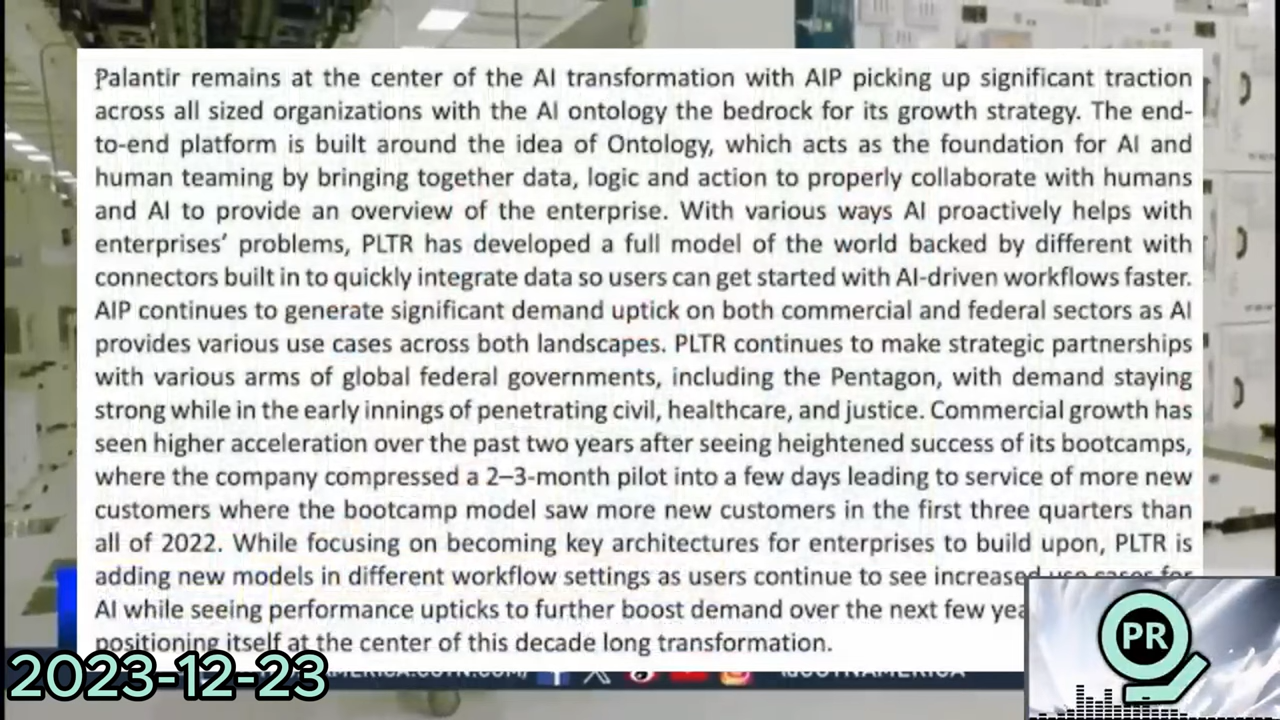 Palantir remains at the center of the AI transformation with AIP picking up significant traction
across all sized organizations with the AI ontology the bedrock for its growth strategy. The end-
to-end platform is built around the idea of Ontology, which acts as the foundation for AI and
human teaming by bringing together data, logic and action to properly collaborate with humans
and AI to provide an overview of the enterprise. With various ways AI proactively helps with
enterprises’ problems, PLTR has developed a full model of the world backed by different with
connectors built in to quickly integrate data so users can get started with AI-driven workflows faster.
AIP continues to generate significant demand uptick on both commercial and federal sectors as AI
provides various use cases across both landscapes. PLTR continues to make strategic partnerships
with various arms of global federal governments, including the Pentagon, with demand staying
strong while in the early innings of penetrating civil, healthcare, and justice. Commercial growth has
seen higher acceleration over the past two years after seeing heightened success of its bootcamps,
where the company compressed a 2–3-month pilot into a few days leading to service of more new
customers where the bootcamp model saw more new customers in the first three quarters than
all of 2022. While focusing on becoming key architectures for enterprises to build upon, PLTR is
adding new models in different workflow settings as users continue to see increased use cases for
AI while seeing performance upticks to further boost demand over the next few
positioning itself at the center of this decade long transformation.
PR
2023-12-23